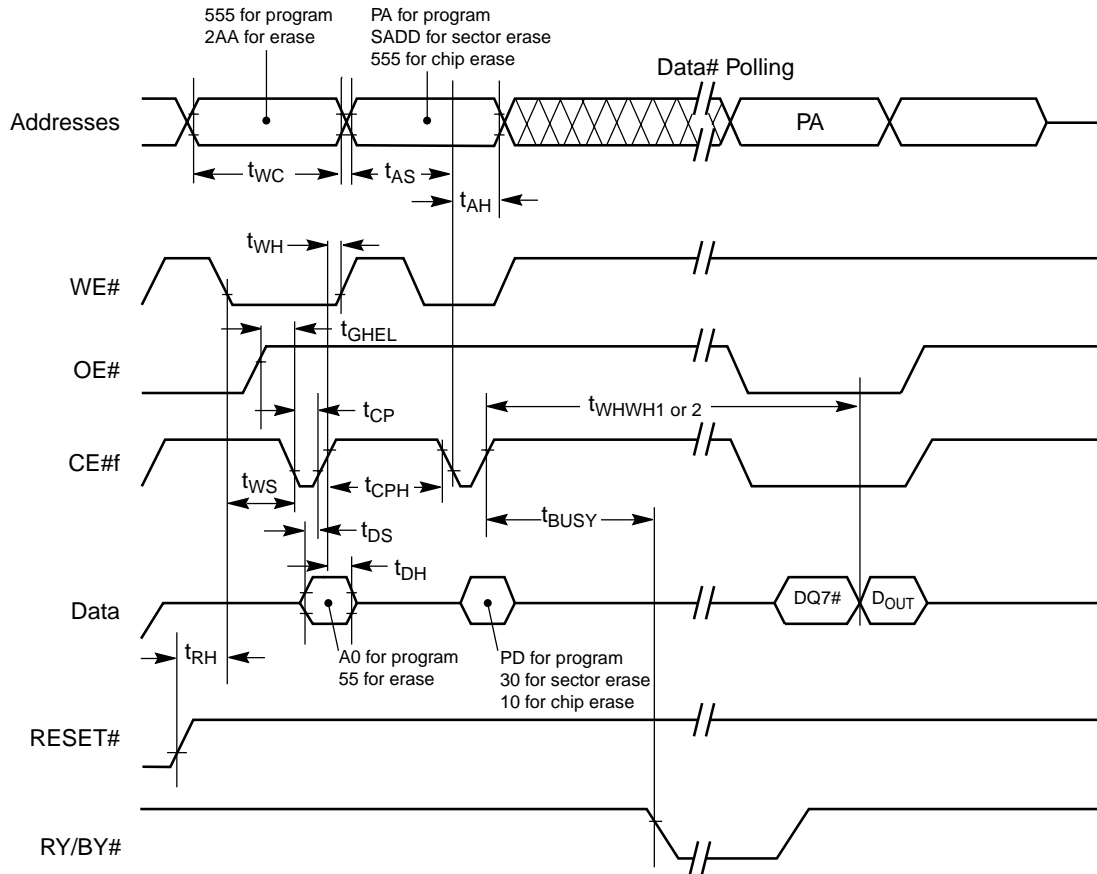 555 for program
2AA for erase
PA for program
SADD for sector erase
555 for chip erase
Data# Polling
Addresses
PA
tWC
tAS
tAH
tWH
WE#
tGHEL
OE#
tWHWH1 or 2
tCP
CE#f
tWS
tCPH
tBUSY
tDS
tDH
Data
DQ7#
DOUT
tRH
A0 for program
55 for erase
PD for program
30 for sector erase
10 for chip erase
RESET#
RY/BY#